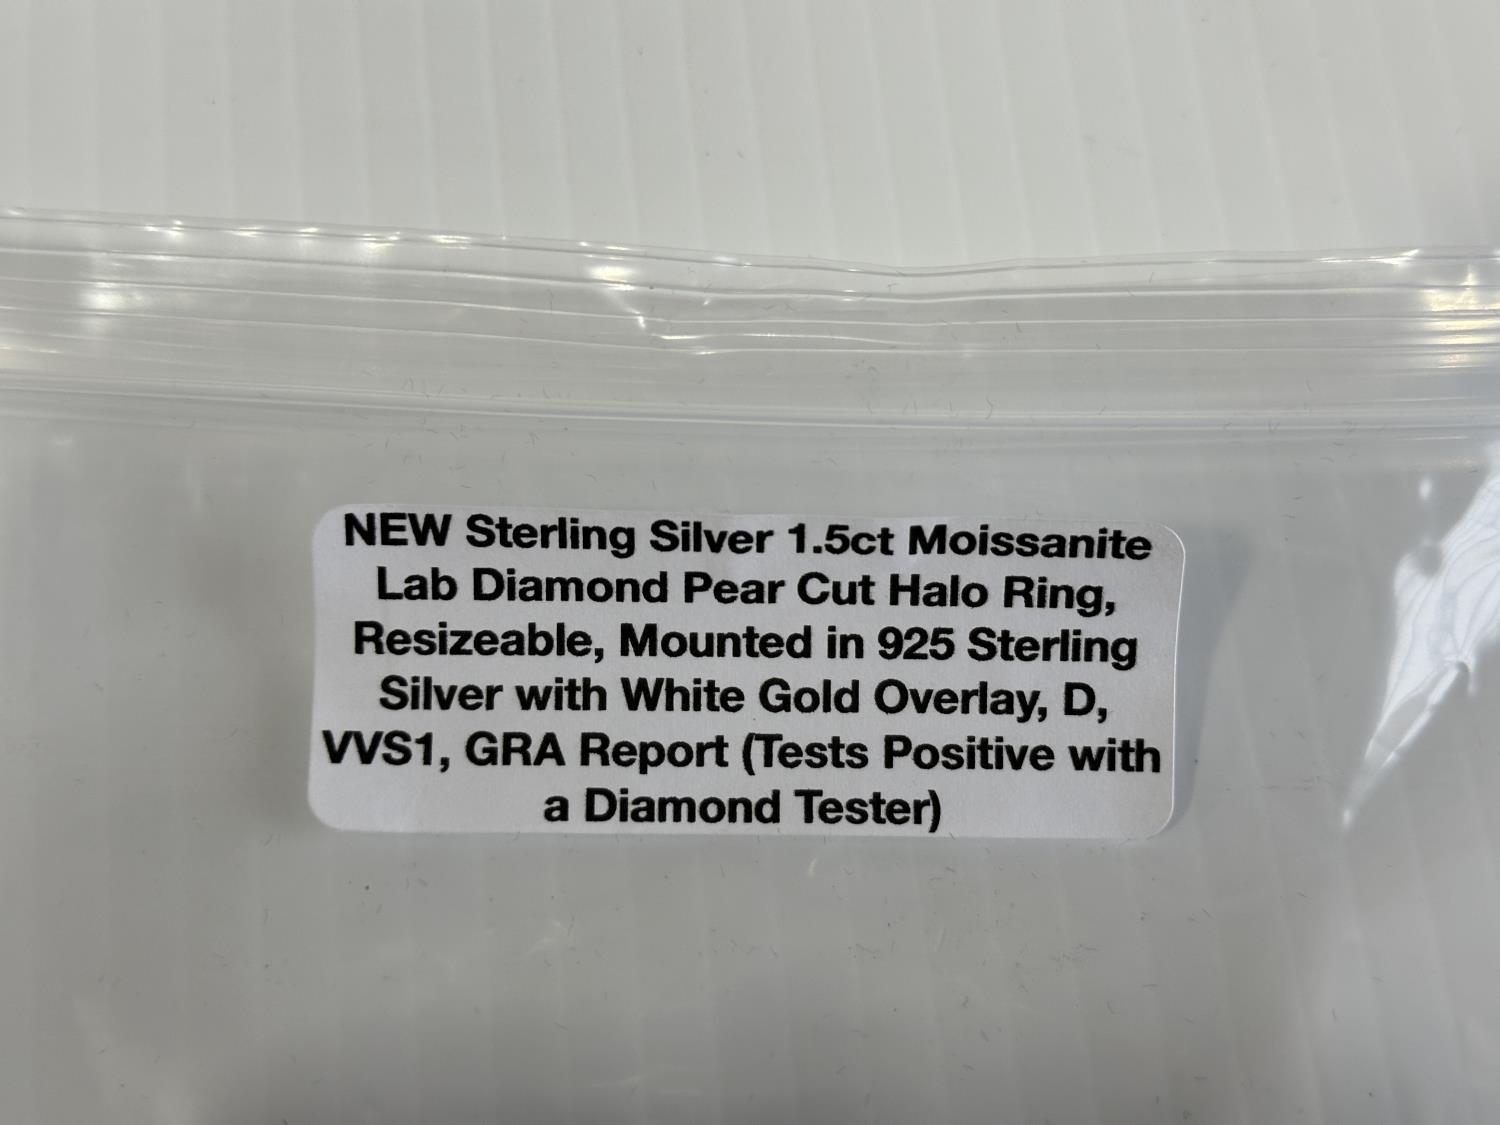 NEW Sterling Silver 1.5ct Moissanite
Lab Diamond Pear Cut Halo Ring,
Resizeable, Mounted in 925 Sterling
Silver with White Gold Overlay, D,
VVS1, GRA Report (Tests Positive with
a Diamond Tester)